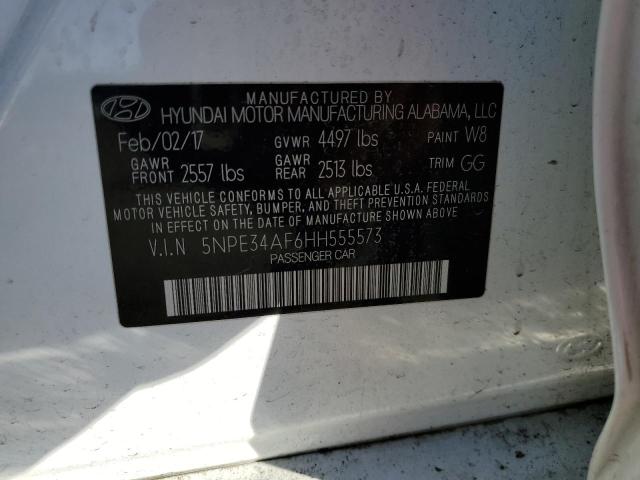 MANUFACTURED BY
HYUNDAI MOTOR MANUFACTURING ALABAMA, LLC
Feb/02/17 GVWR 4497 lbs PAINT W8
GAWR FRONT 2557 lbs GAWR REAR 2513 lbs TRIM GG
THIS VEHICLE CONFORMS TO ALL APPLICABLE U.S.A. FEDERAL
MOTOR VEHICLE SAFETY, BUMPER, AND THEFT PREVENTION
STANDARDS IN EFFECT ON THE DATE OF MANUFACTURE SHOWN ABOVE.
V.I.N 5NPE34AF6HH555573
PASSENGER CAR